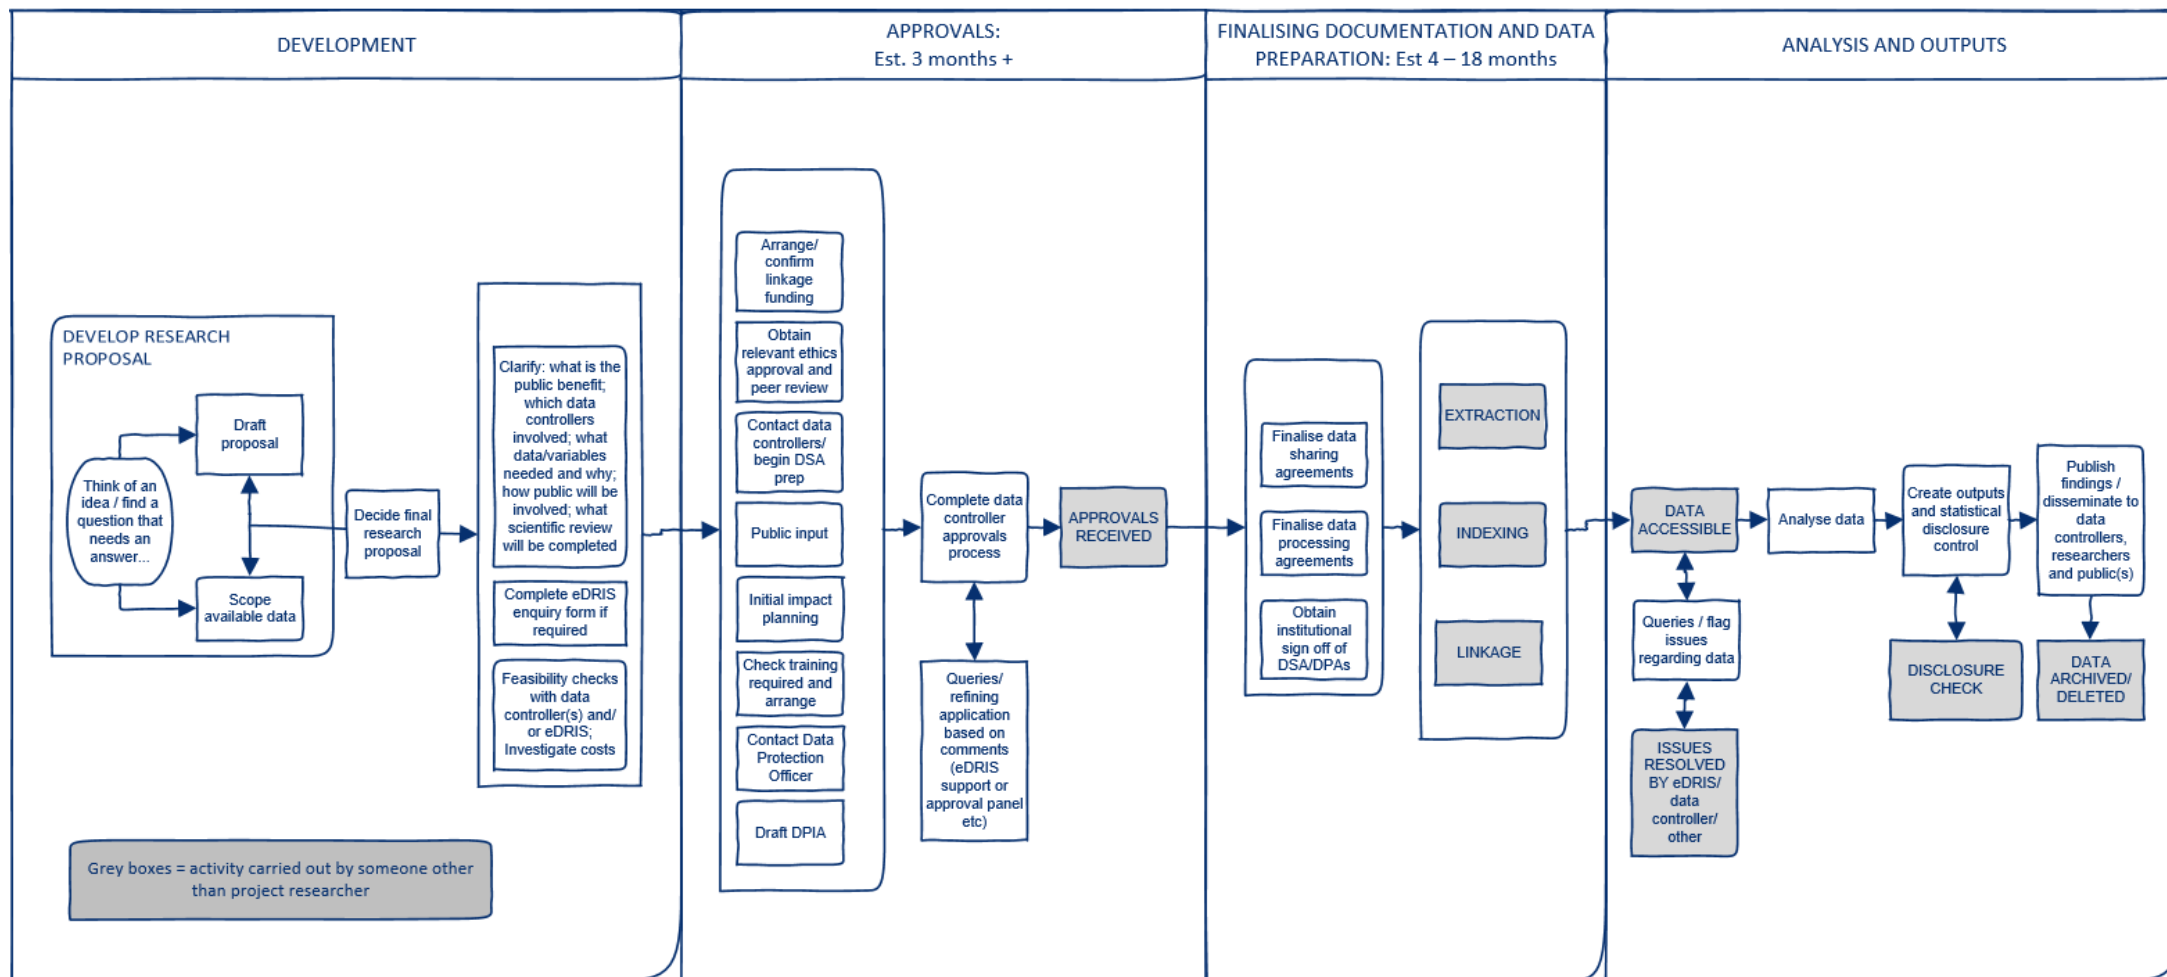 DEVELOPMENT
APPROVALS:
Est. 3 months +
FINALISING DOCUMENTATION AND DATA
PREPARATION: Est 4 – 18 months
ANALYSIS AND OUTPUTS
DEVELOP RESEARCH
PROPOSAL
Think of an
idea / find a
question that
needs an
answer...
Draft
proposal
Scope
available data
Decide final
research
proposal
Clarify: what is the
public benefit;
which data
controllers
involved; what
data/variables
needed and why;
how public will be
involved; what
scientific review
will be completed
Complete eDRIS
enquiry form if
required
Feasibility checks
with data
controller(s) and/
or eDRIS;
Investigate costs
Grey boxes = activity carried out by someone other
than project researcher
Arrange/
confirm
linkage
funding
Obtain
relevant ethics
approval and
peer review
Contact data
controllers/
begin DSA
prep
Public input
Initial impact
planning
Check training
required and
arrange
Contact Data
Protection
Officer
Draft DPIA
Complete data
controller
approvals
process
Queries/
refining
application
based on
comments
(eDRIS
support or
approval panel
etc)
APPROVALS
RECEIVED
Finalise data
sharing
agreements
Finalise data
processing
agreements
Obtain
institutional
sign off of
DSA/DPAs
EXTRACTION
INDEXING
LINKAGE
DATA
ACCESSIBLE
Queries / flag
issues
regarding data
ISSUES
RESOLVED
BY eDRIS/
data
controller/
other
Analyse data
Create outputs
and statistical
disclosure
control
DISCLOSURE
CHECK
Publish
findings /
disseminate to
data
controllers,
researchers
and public(s)
DATA
ARCHIVED/
DELETED